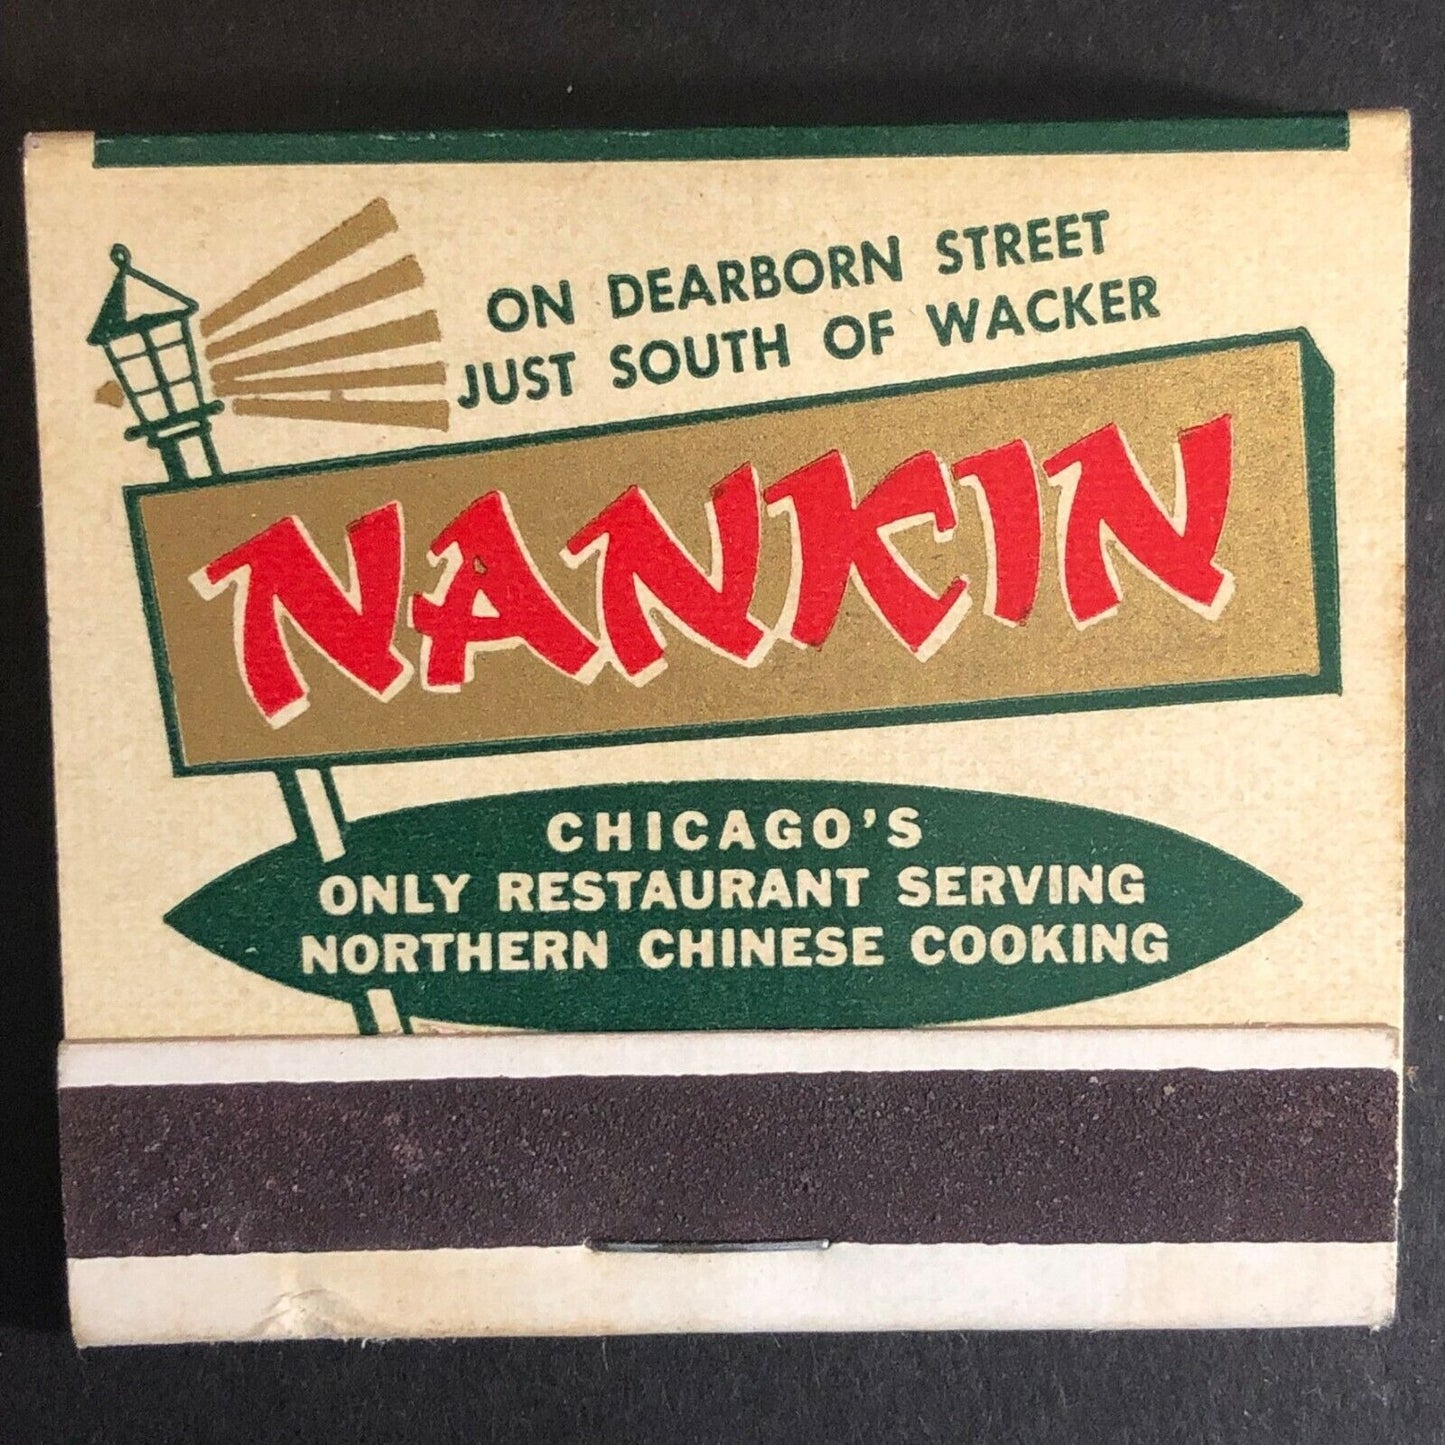 ON DEARBORN STREET
JUST SOUTH OF WACKER
NANKIN
CHICAGO'S
ONLY RESTAURANT SERVING
NORTHERN CHINESE COOKING